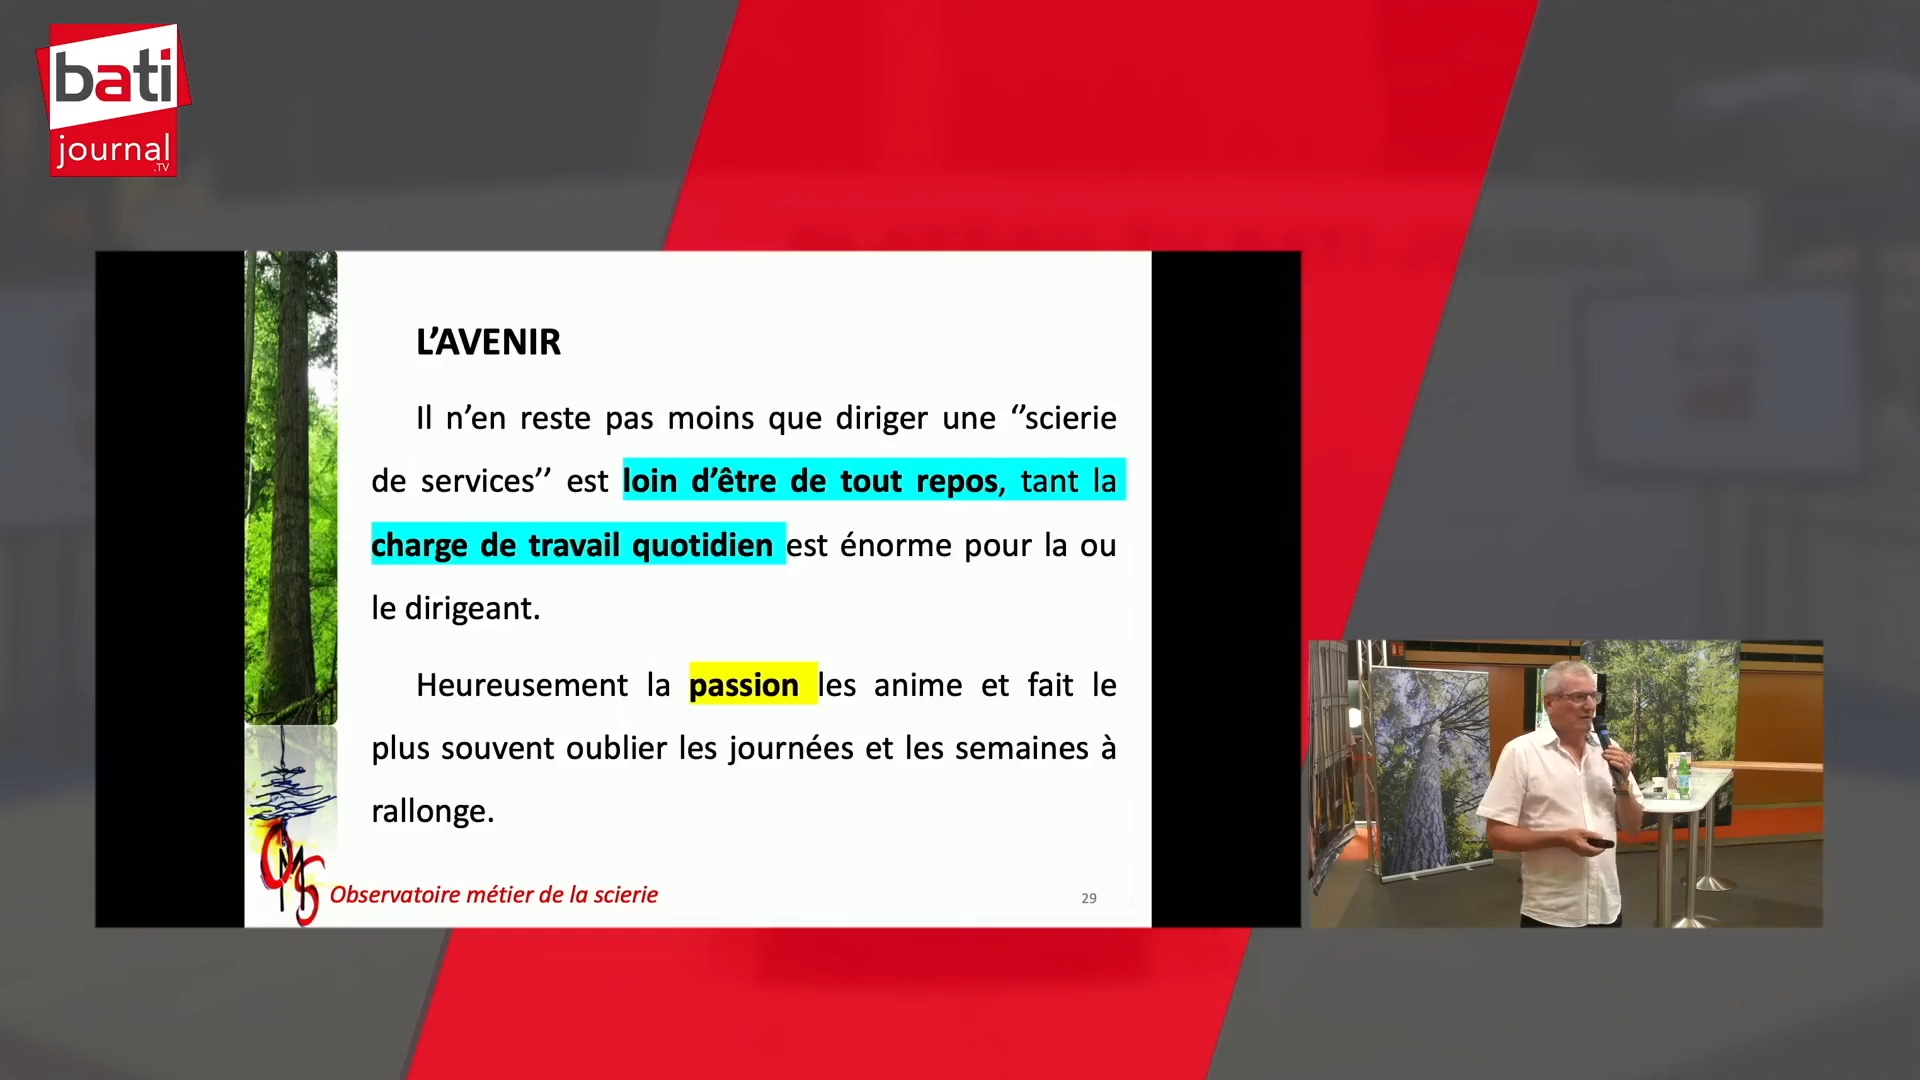 bati
journal
.TV
L’AVENIR
Il n’en reste pas moins que diriger une ‘’scierie
de services’’ est loin d’être de tout repos, tant la
charge de travail quotidien est énorme pour la ou
le dirigeant.
Heureusement la passion les anime et fait le
plus souvent oublier les journées et les semaines à
rallonge.
OMS
Observatoire métier de la scierie
29